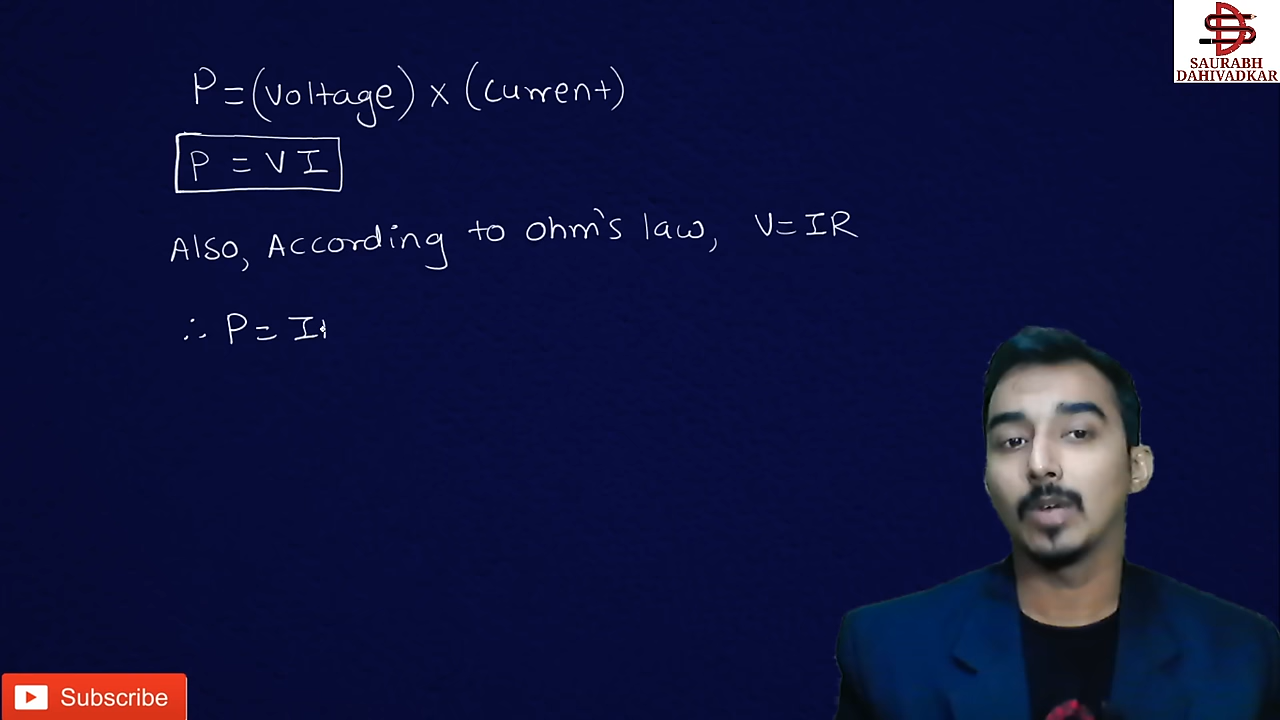 P = (voltage) x (current)
P = V I
Also, According to ohm's law, V = IR
∴ P = I
SAURABH
DAHIVADKAR
Subscribe